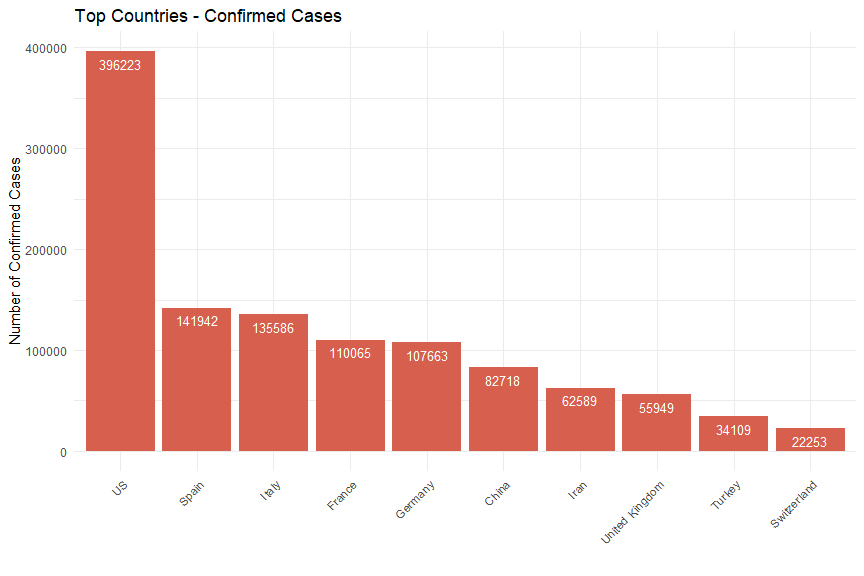 Top Countries - Confirmed Cases
Number of Confirmed Cases
400000
300000
200000
100000
0
396223
141942
135586
110065
107663
82718
62589
55949
34109
22253
US
Spain
Italy
France
Germany
China
Iran
United Kingdom
Turkey
Switzerland